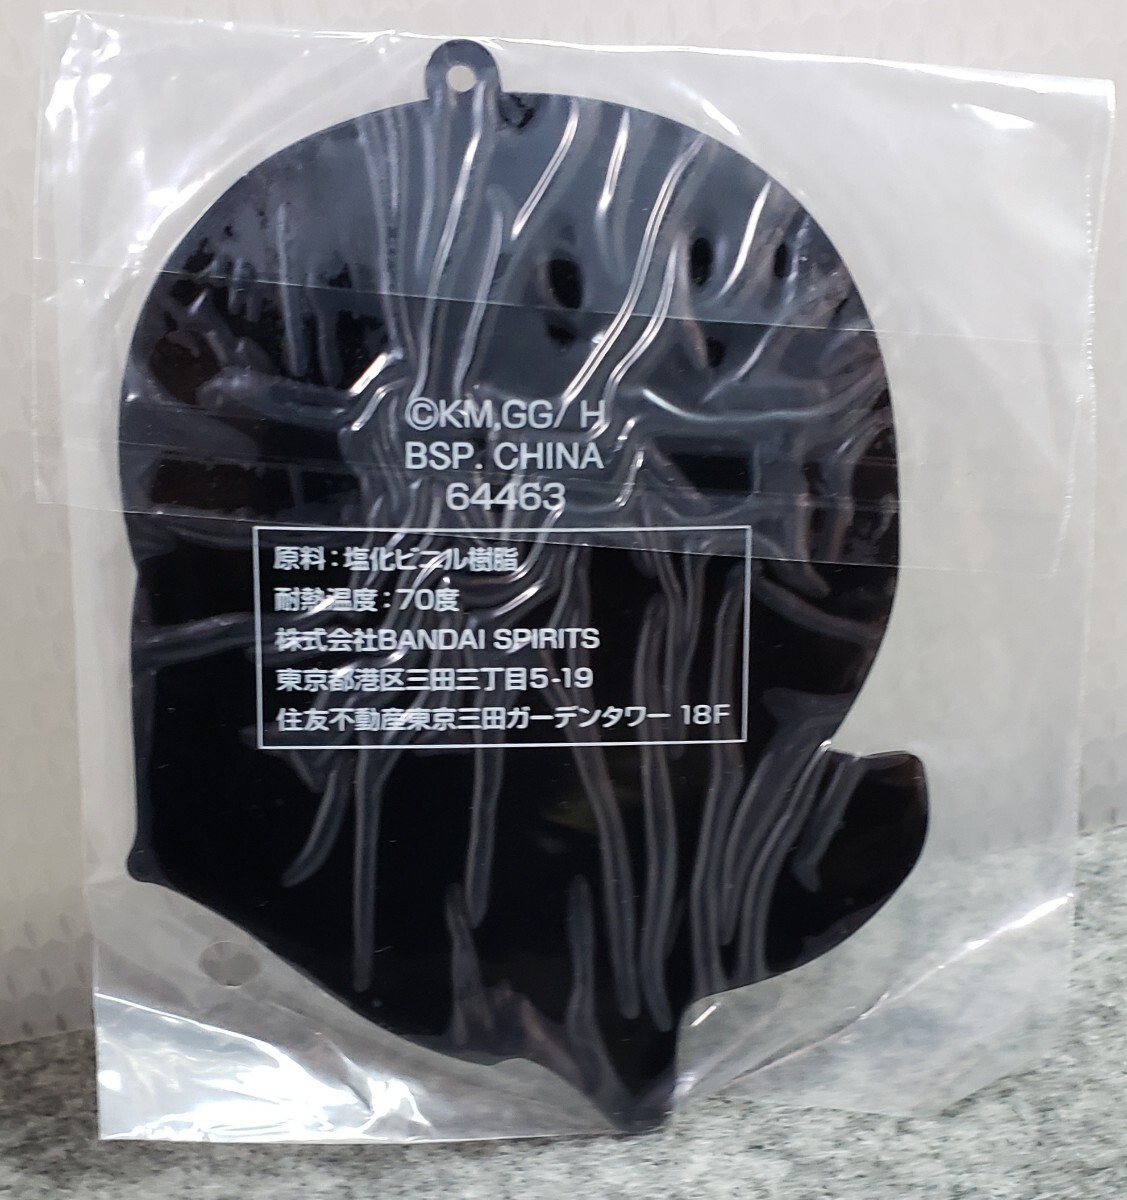 ©KM,GG/ H
BSP. CHINA
64463
原料:塩化ビニル樹脂
耐熱温度:70度
株式会社BANDAI SPIRITS
東京都港区三田三丁目5-19
住友不動産東京三田ガーデンタワー 18F